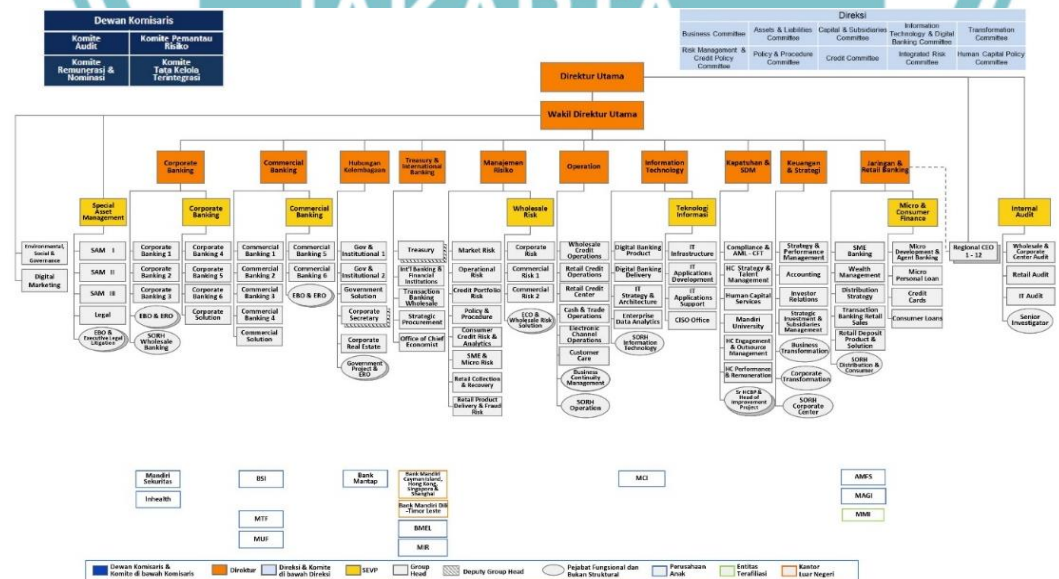 JAKARTA
Dewan Komisaris
Komite
Audit
Komite Pemantau
Risiko
Komite
Remunerasi &
Nominasi
Komite
Tata Kelola
Terintegrasi
Direksi
Business Committee
Assets & Liabilities
Committee
Capital & Subsidiaries
Committee
Information
Technology & Digital
Banking Committee
Transformation
Committee
Risk Management &
Credit Policy
Committee
Policy & Procedure
Committee
Credit Committee
Integrated Risk
Committee
Human Capital Policy
Committee
Direktur Utama
Wakil Direktur Utama
Corporate
Banking
Commercial
Banking
Hubungan
Kelembagaan
Treasury &
International
Banking
Manajemen
Risiko
Operation
Information
Technology
Kapatuhan &
SDM
Keuangan
& Strategi
Jaringan &
Retail Banking
Special
Asset
Management
Corporate
Banking
Commercial
Banking
Wholesale
Risk
Teknologi
Informasi
Micro &
Consumer
Finance
Internal
Audit
Environmental,
Social &
Governance
Digital
Marketing
SAM I
SAM II
SAM III
Legal
EBO &
Executive Legal
Litigation
Corporate
Banking 1
Corporate
Banking 2
Corporate
Banking 3
EBO & ERO
SORH
Wholesale
Banking
Corporate
Banking 4
Corporate
Banking 5
Corporate
Banking 6
Corporate
Solution
Commercial
Banking 1
Commercial
Banking 2
Commercial
Banking 3
Commercial
Banking 4
Commercial
Solution
Commercial
Banking 5
Commercial
Banking 6
EBO & ERO
Gov &
Institutional 1
Gov &
Institutional 2
Government
Solution
Corporate
Secretary
Corporate
Real Estate
Government
Project &
ERO
Treasury
Int'l Banking &
Financial
Institutions
Transaction
Banking
Wholesale
Strategic
Procurement
Office of Chief
Economist
Market Risk
Operational
Risk
Credit Portfolio
Risk
Policy &
Procedure
Consumer
Credit Risk &
Analytics
SME &
Micro Risk
Retail Collection
& Recovery
Retail Product
Delivery & Fraud
Risk
Corporate
Risk
Commercial
Risk 1
Commercial
Risk 2
ECO &
Wholesale Risk
Solution
Wholesale
Credit
Operations
Retail Credit
Operations
Retail Credit
Center
Cash & Trade
Operations
Electronic
Channel
Operations
Customer
Care
Business
Continuity
Management
SORH
Operation
Digital Banking
Product
Digital Banking
Delivery
IT
Strategy &
Architecture
Enterprise
Data Analytics
SORH
Information
Technology
IT
Infrastructure
IT
Applications
Development
IT
Applications
Support
CISO Office
Compliance &
AML - CFT
HC Strategy &
Talent
Management
Human Capital
Services
Mandiri
University
HC Engagement
& Outsource
Management
HC Performance
& Remuneration
Sr HCBP &
Head of
Improvement
Project
Strategy &
Performance
Management
Accounting
Investor
Relations
Strategic
Investment &
Subsidiaries
Management
Business
Transformation
Corporate
Transformation
SORH
Corporate
Center
SME
Banking
Wealth
Management
Distribution
Strategy
Transaction
Banking Retail
Sales
Retail Deposit
Product &
Solution
SORH
Distribution &
Consumer
Micro
Development &
Agent Banking
Micro
Personal Loan
Credit
Cards
Consumer Loans
Regional CEO
1 - 12
Wholesale &
Corporate
Center Audit
Retail Audit
IT Audit
Senior
Investigator
Mandiri
Sekuritas
Inhealth
BSI
MTF
MUF
Bank
Mantap
Bank Mandiri
Cayman Island,
Hong Kong,
Singapore &
Shanghai
Bank Mandiri Dili
-Timor Leste
BMEL
MIR
MCI
AMFS
MAGI
MMI
Dewan Komisaris &
Komite di bawah Komisaris
Direktur
Direksi & Komite
di bawah Direksi
SEVP
Group
Head
Deputy Group Head
Pejabat Fungsional dan
Bukan Struktural
Perusahaan
Anak
Entitas
Terafiliasi
Kantor
Luar Negeri